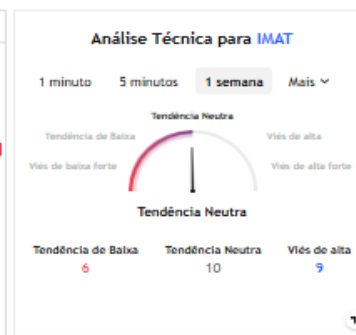 Análise Técnica para IMAT
1 minuto 5 minutos 1 semana Mais
Tendência Neutra
Tendência de Baixa Viés de alta
Viés de baixa forte Viés de alta forte
Tendência Neutra
Tendência de Baixa Tendência Neutra Viés de alta
6 10 9